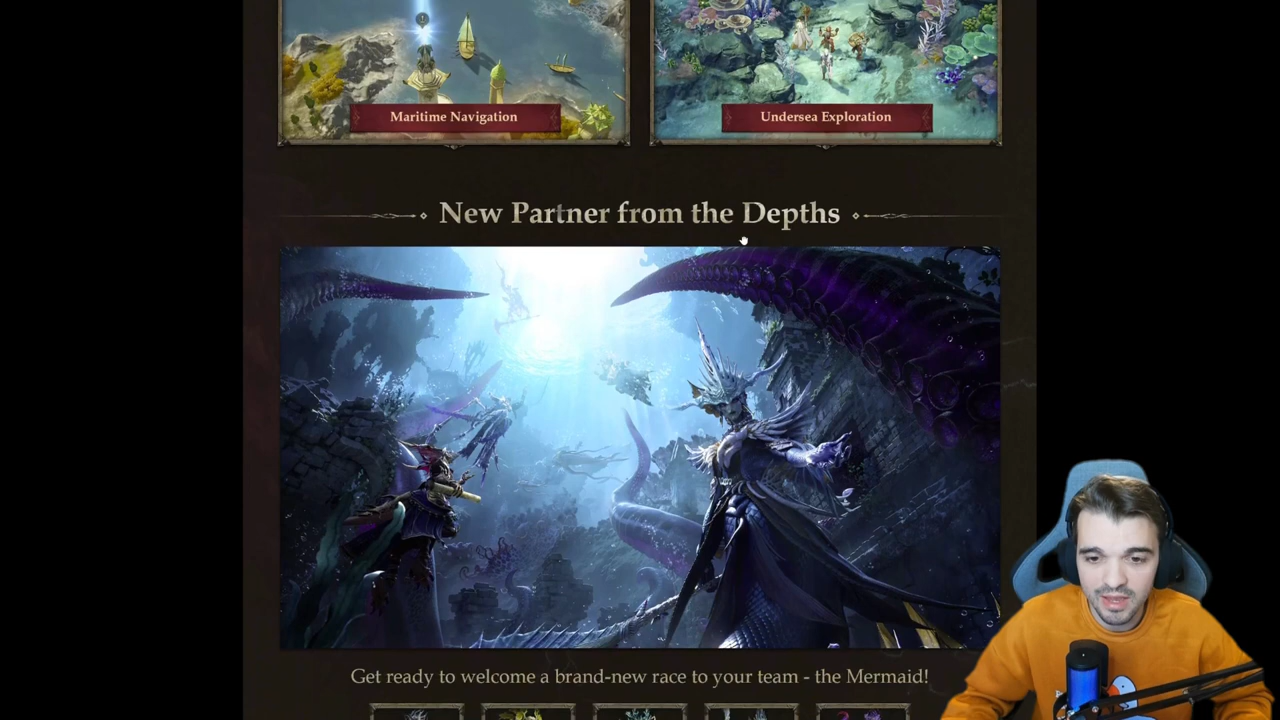 Maritime Navigation
Undersea Exploration
New Partner from the Depths
Get ready to welcome a brand-new race to your team - the Mermaid!